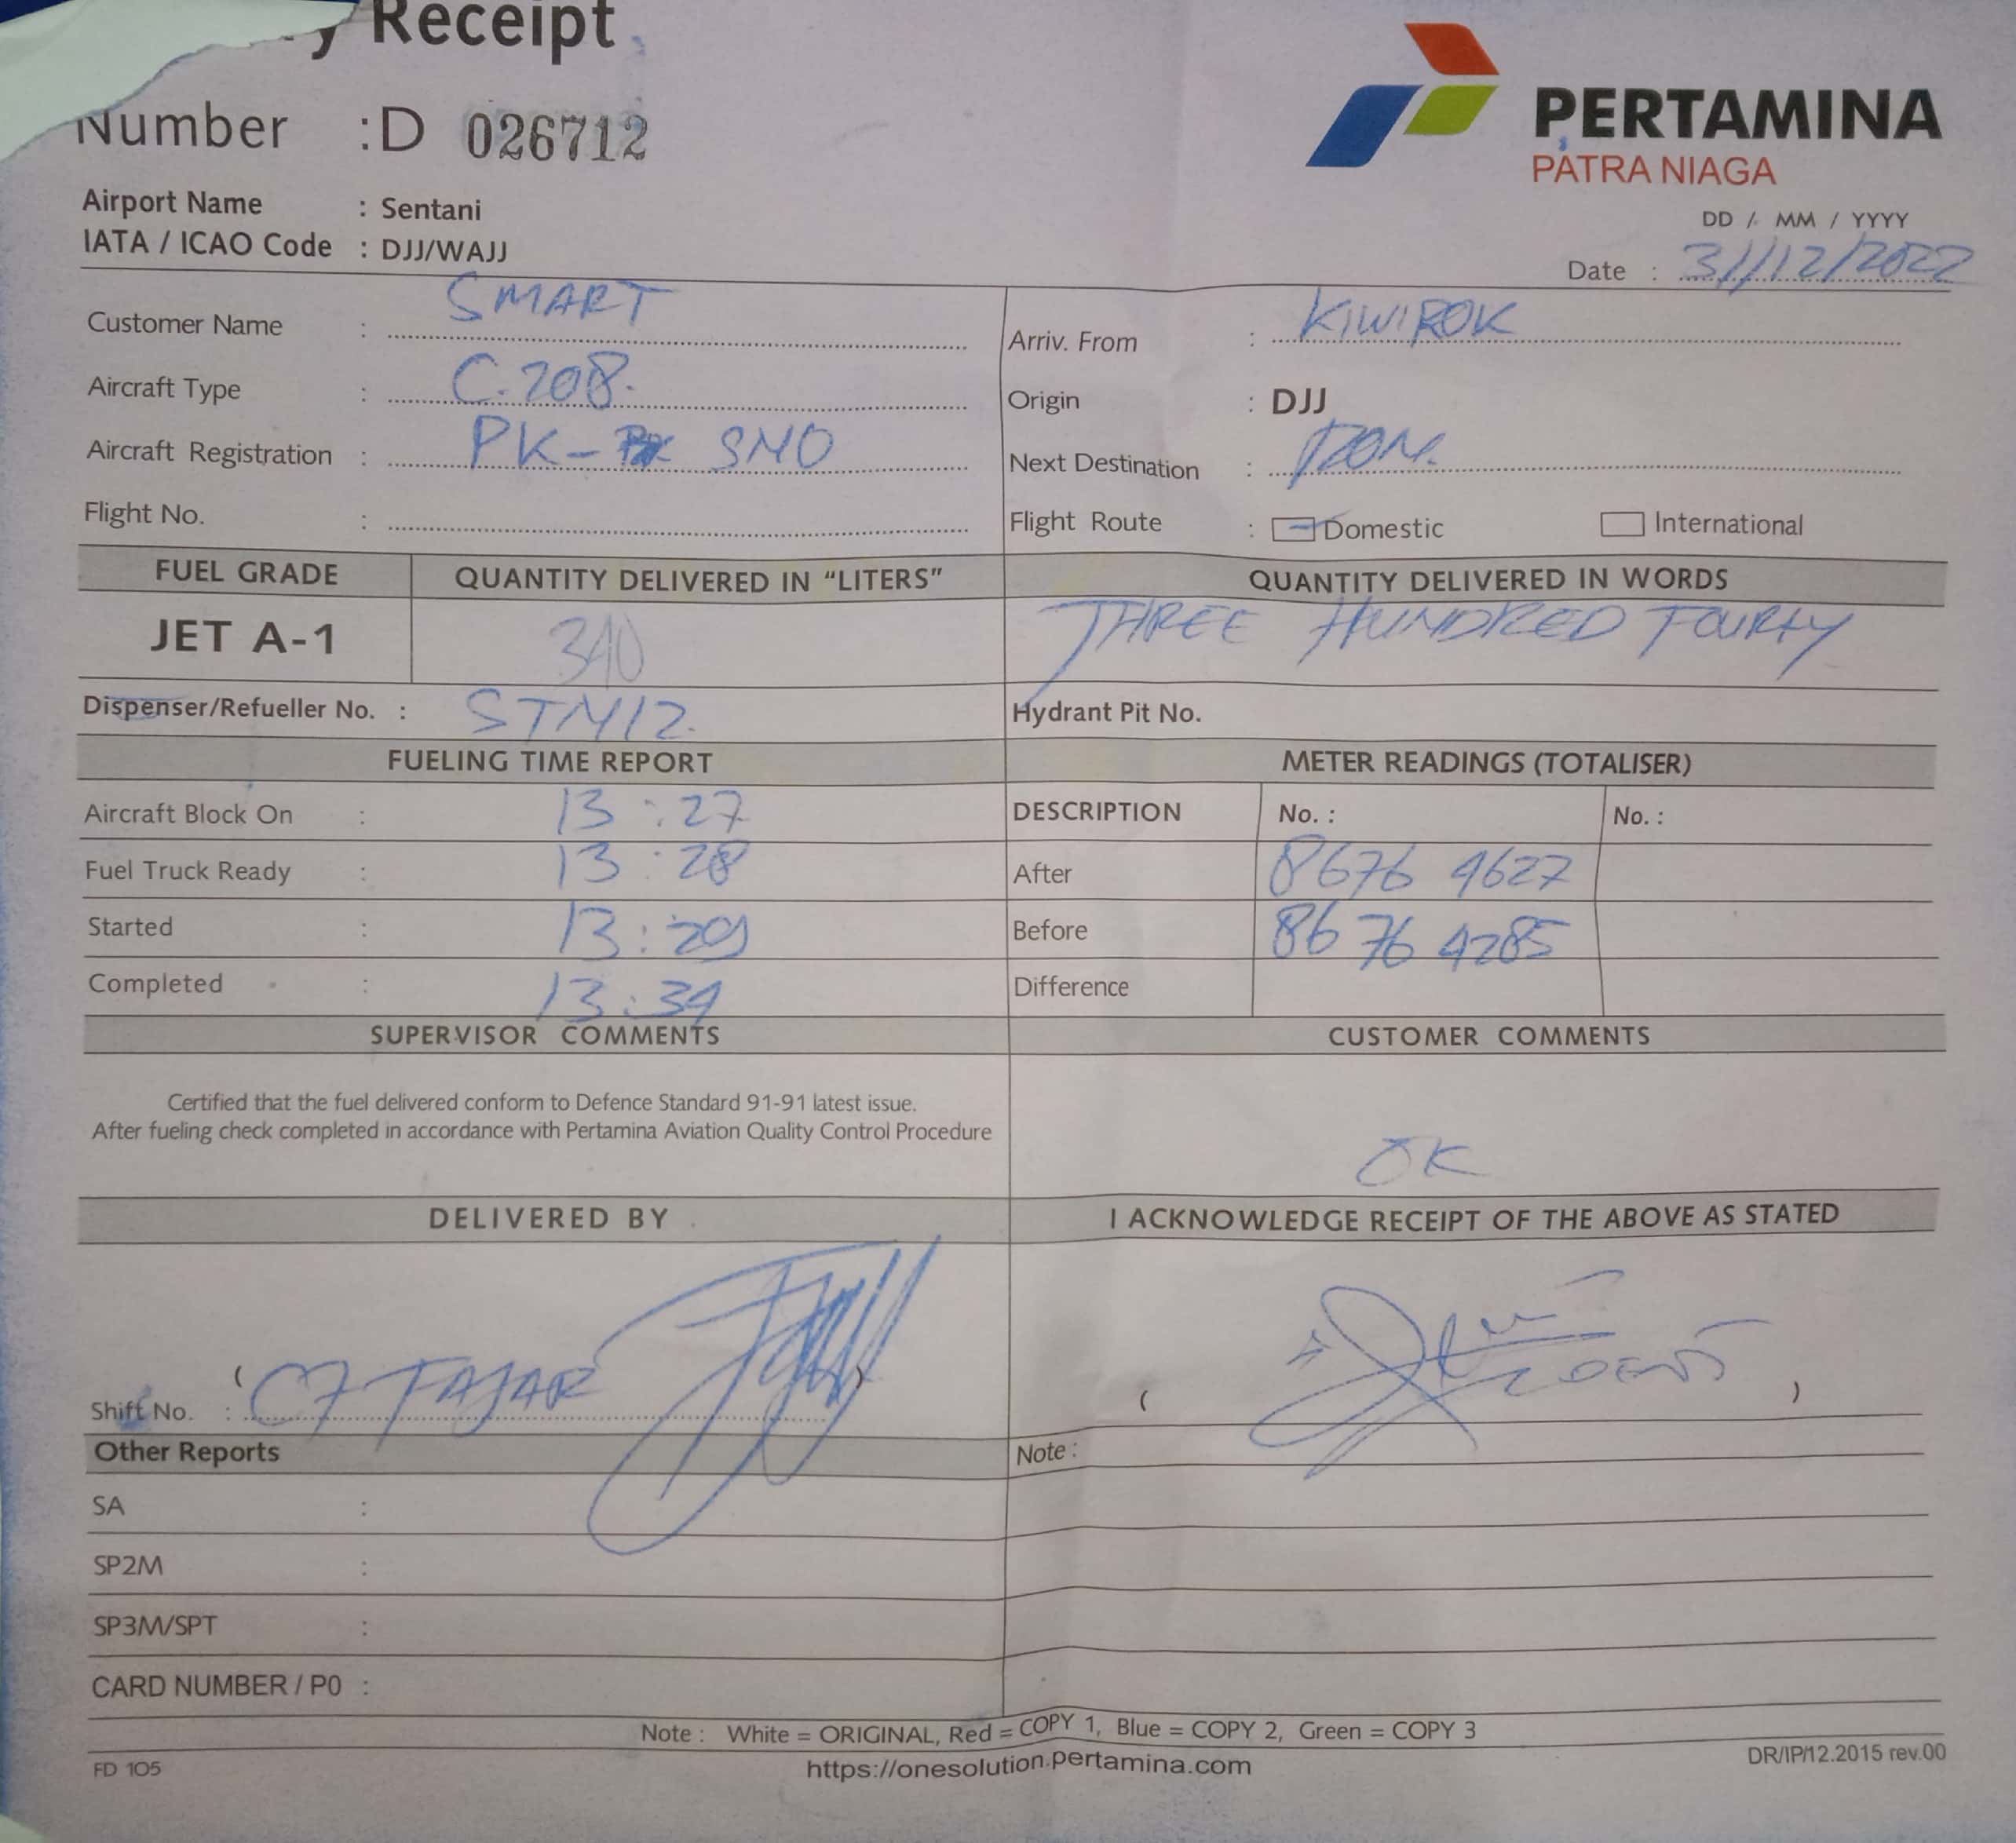 y Receipt
Number : D 026712
PERTAMINA
PATRA NIAGA
Airport Name : Sentani
IATA / ICAO Code : DJJ/WAJJ
DD / MM / YYYY
Date : 31/12/2022
Customer Name : SMART
Arriv. From : KIWIROK
Aircraft Type : C.208.
Origin : DJJ
Aircraft Registration : PK- SNO
Next Destination :
Flight No. :
Flight Route : Domestic International
FUEL GRADE QUANTITY DELIVERED IN "LITERS" QUANTITY DELIVERED IN WORDS
JET A-1 340 THREE HUNDRED FOURTY
Dispenser/Refueller No. : STM12. Hydrant Pit No.
FUELING TIME REPORT METER READINGS (TOTALISER)
Aircraft Block On : 13:27 DESCRIPTION No. : No. :
Fuel Truck Ready : 13:28 After 8676 4627
Started : 13:29 Before 8676 4285
Completed : 13:34 Difference
SUPERVISOR COMMENTS CUSTOMER COMMENTS
Certified that the fuel delivered conform to Defence Standard 91-91 latest issue.
After fueling check completed in accordance with Pertamina Aviation Quality Control Procedure
OK
DELIVERED BY I ACKNOWLEDGE RECEIPT OF THE ABOVE AS STATED
Shift No. : ( FAJAR )
( )
Other Reports Note :
SA :
SP2M :
SP3M/SPT :
CARD NUMBER / P0 :
Note : White = ORIGINAL, Red = COPY 1, Blue = COPY 2, Green = COPY 3
FD 105 https://onesolution.pertamina.com DR/IP/12.2015 rev.00